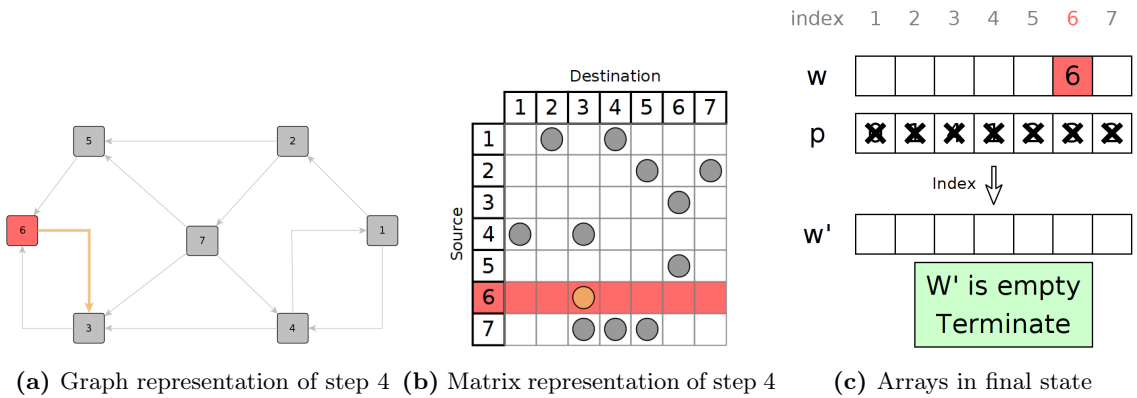 5 2
6 7 1
3 4
Destination
1 2 3 4 5 6 7
Source
1
2
3
4
5
6
7
index 1 2 3 4 5 6 7
w 6
p
Index
w'
W' is empty
Terminate
(a) Graph representation of step 4
(b) Matrix representation of step 4
(c) Arrays in final state